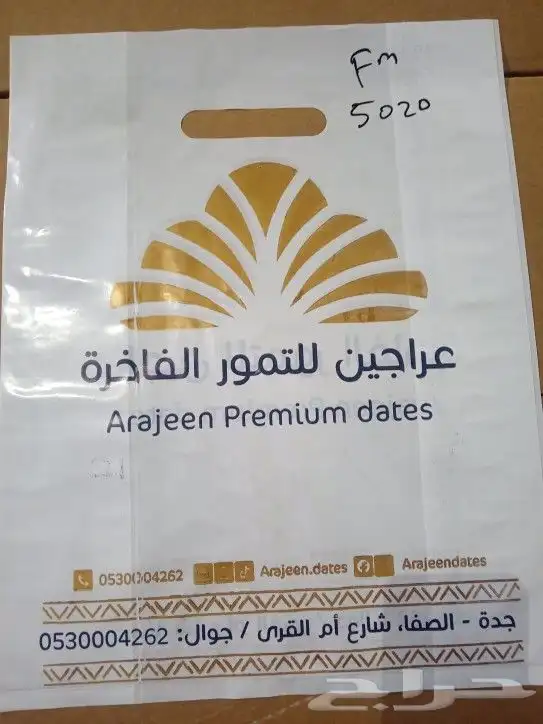 Fm
5020
عراجين للتمور الفاخرة
Arajeen Premium dates
0530004262 Arajeen.dates Arajeendates
جدة - الصفا، شارع أم القرى / جوال: 0530004262
حراج